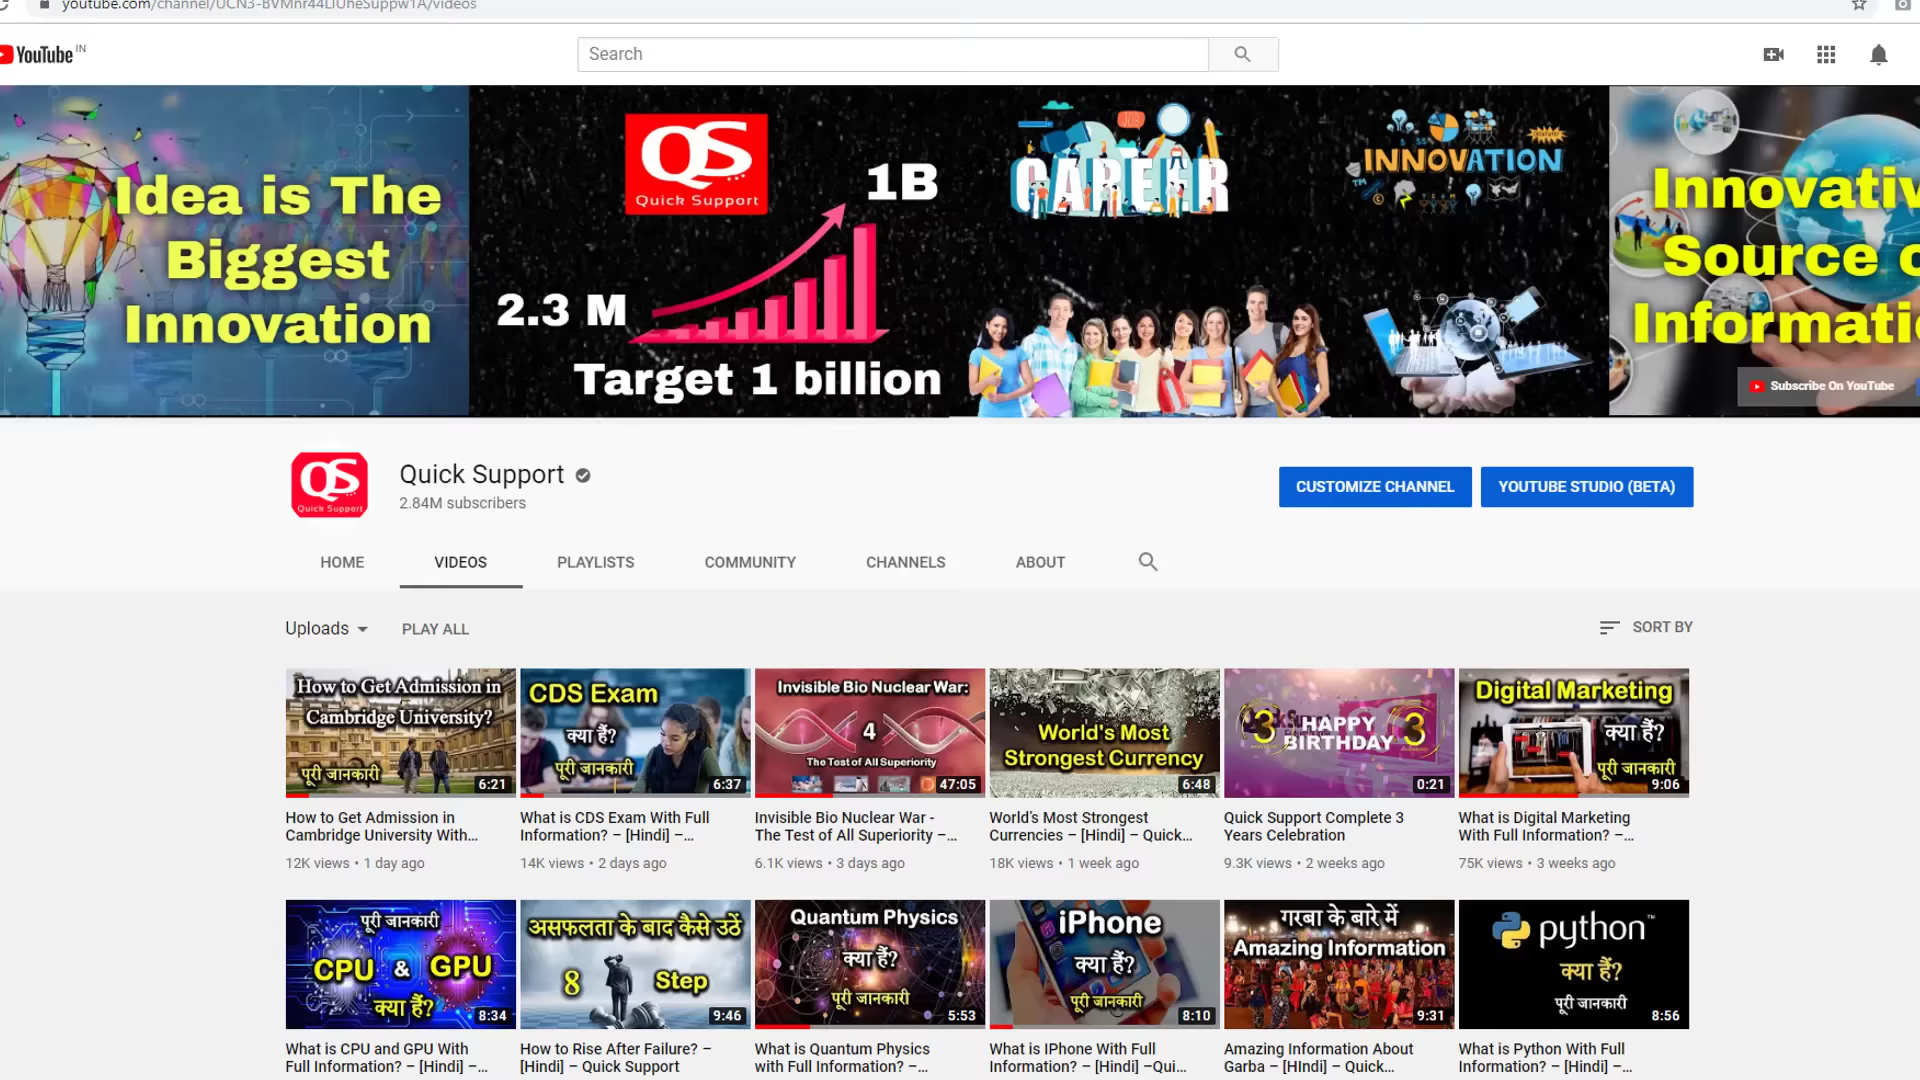 youtube.com/channel/UCN3-BVMnr44LIUheSuppw1A/videos
YouTube IN
Search
Idea is The
Biggest
Innovation
QS
Quick Support
1B
2.3 M
Target 1 billion
CAREER
INNOVATION
Innovativ
Source o
Informati
Subscribe On YouTube
QS
Quick Support
Quick Support
2.84M subscribers
CUSTOMIZE CHANNEL
YOUTUBE STUDIO (BETA)
HOME
VIDEOS
PLAYLISTS
COMMUNITY
CHANNELS
ABOUT
Uploads
PLAY ALL
SORT BY
How to Get Admission in
Cambridge University?
पूरी जानकारी
6:21
CDS Exam
क्या हैं?
पूरी जानकारी
6:37
Invisible Bio Nuclear War:
4
The Test of All Superiority
47:05
World's Most
Strongest Currency
6:48
3 HAPPY 3
BIRTHDAY
0:21
Digital Marketing
क्या हैं?
पूरी जानकारी
9:06
How to Get Admission in
Cambridge University With...
12K views • 1 day ago
What is CDS Exam With Full
Information? – [Hindi] –...
14K views • 2 days ago
Invisible Bio Nuclear War -
The Test of All Superiority –...
6.1K views • 3 days ago
World's Most Strongest
Currencies – [Hindi] – Quick...
18K views • 1 week ago
Quick Support Complete 3
Years Celebration
9.3K views • 2 weeks ago
What is Digital Marketing
With Full Information? –...
75K views • 3 weeks ago
पूरी जानकारी
CPU & GPU
क्या हैं?
8:34
असफलता के बाद कैसे उठें
8 Step
9:46
Quantum Physics
क्या हैं?
पूरी जानकारी
5:53
iPhone
क्या हैं?
पूरी जानकारी
8:10
गरबा के बारे में
Amazing Information
9:31
python™
क्या हैं?
पूरी जानकारी
8:56
What is CPU and GPU With
Full Information? – [Hindi] –...
How to Rise After Failure? –
[Hindi] – Quick Support
What is Quantum Physics
with Full Information? –...
What is IPhone With Full
Information? – [Hindi] –Qui...
Amazing Information About
Garba – [HIndi] – Quick...
What is Python With Full
Information? – [Hindi] –...